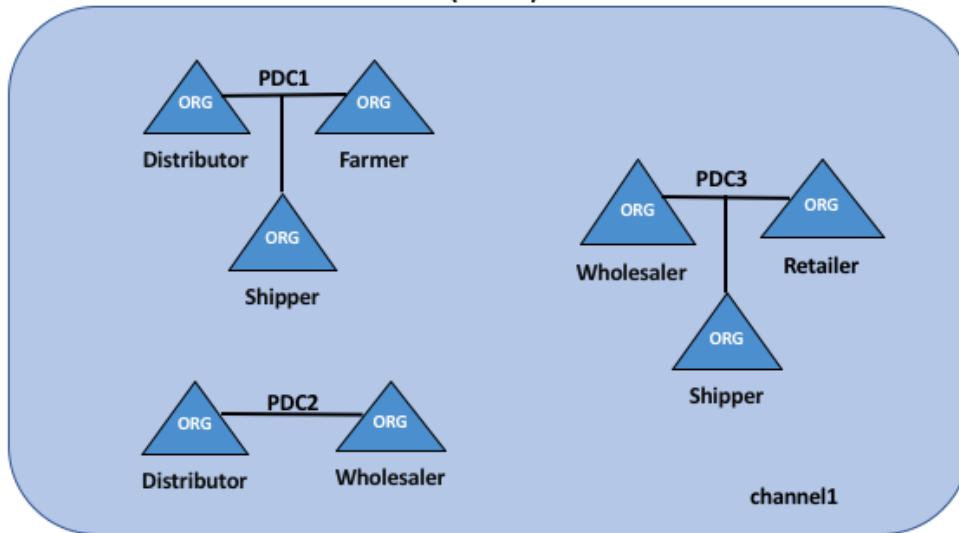 PDC1
ORG
ORG
Distributor
Farmer
ORG
Shipper
PDC3
ORG
ORG
Wholesaler
Retailer
ORG
Shipper
PDC2
ORG
ORG
Distributor
Wholesaler
channel1